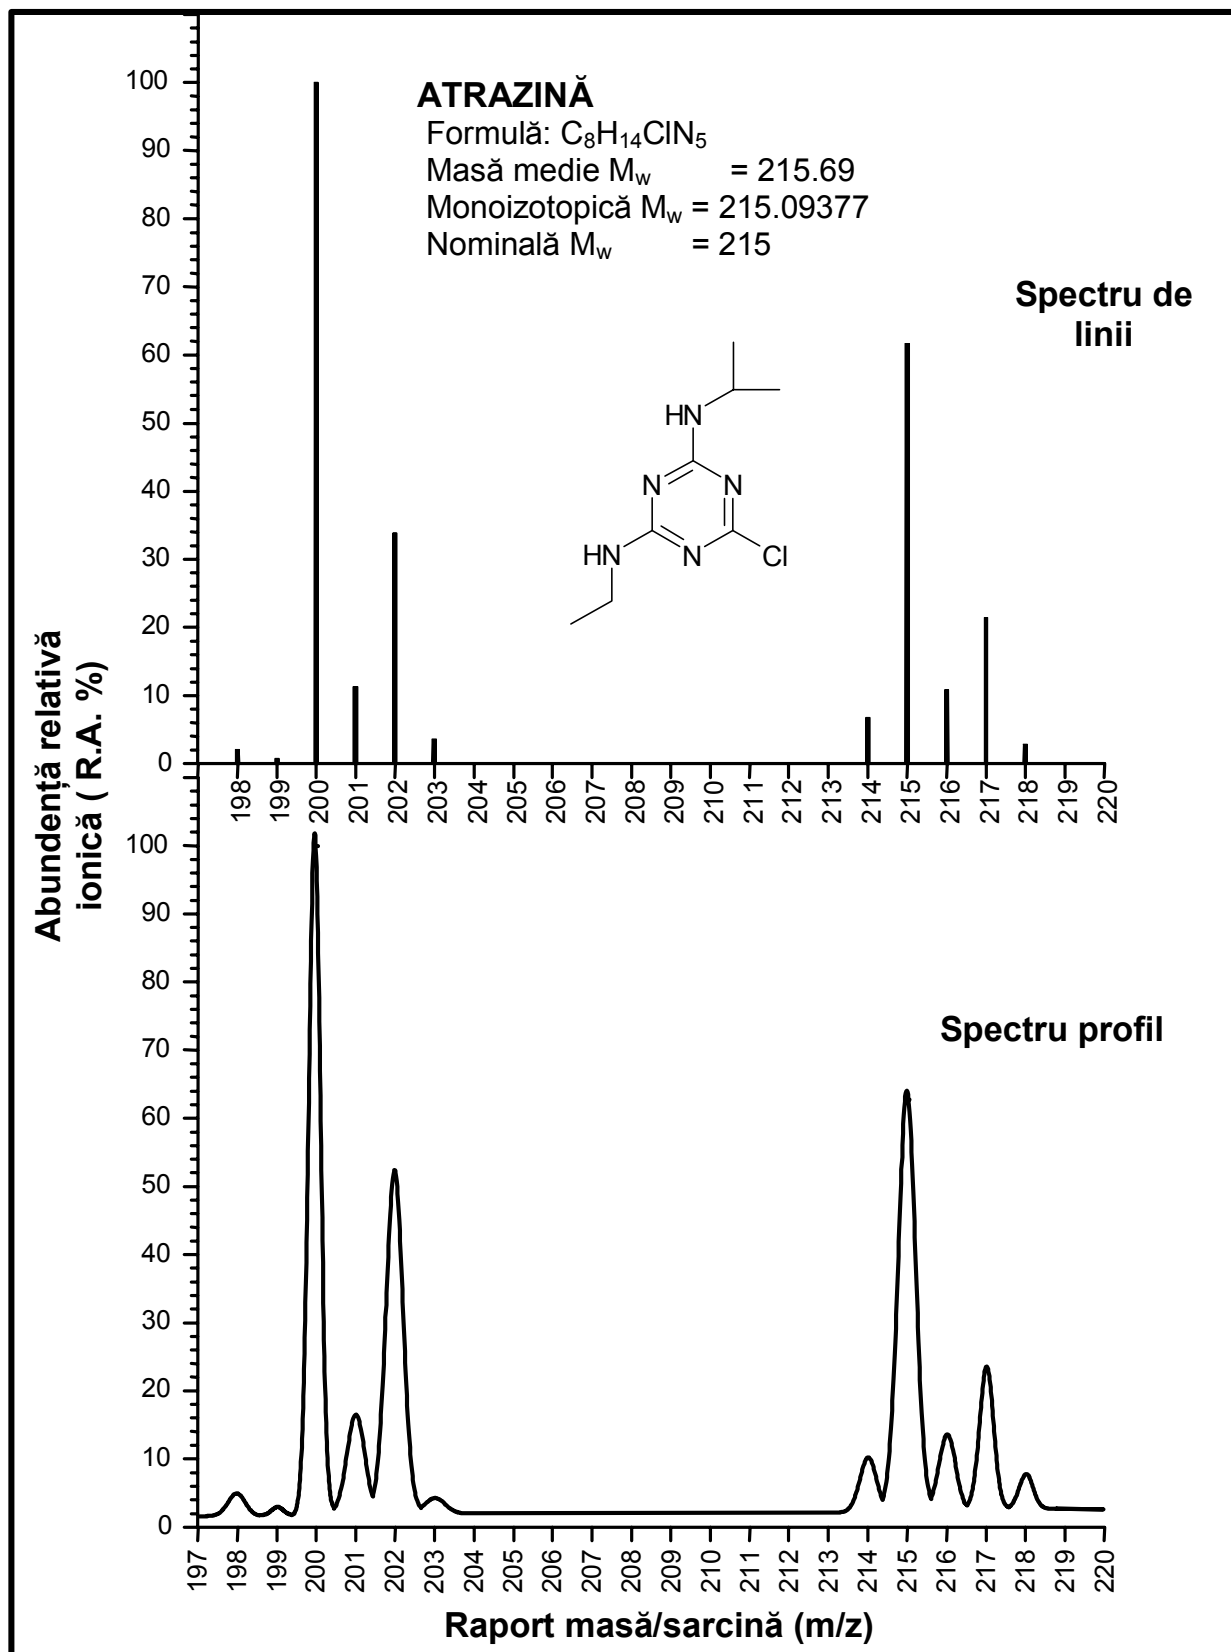 ATRAZINĂ
Formulă: C₈H₁₄ClN₅
Masă medie Mw = 215.69
Monoizotopică Mw = 215.09377
Nominală Mw = 215
Spectru de
linii
100
90
80
70
60
50
40
30
20
10
0
HN
N
N
N
HN
Cl
198 199 200 201 202 203 204 205 206 207 208 209 210 211 212 213 214 215 216 217 218 219 220
Abundență relativă
ionică ( R.A. %)
Spectru profil
100
90
80
70
60
50
40
30
20
10
0
197 198 199 200 201 202 203 204 205 206 207 208 209 210 211 212 213 214 215 216 217 218 219 220
Raport masă/sarcină (m/z)